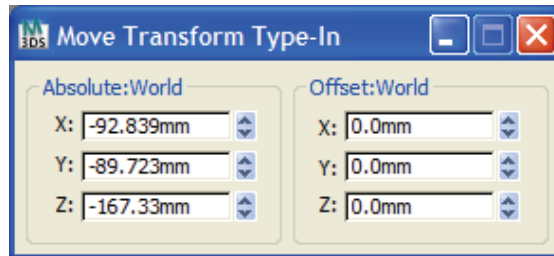 3DS Move Transform Type-In
Absolute:World
X: -92.839mm
Y: -89.723mm
Z: -167.33mm
Offset:World
X: 0.0mm
Y: 0.0mm
Z: 0.0mm